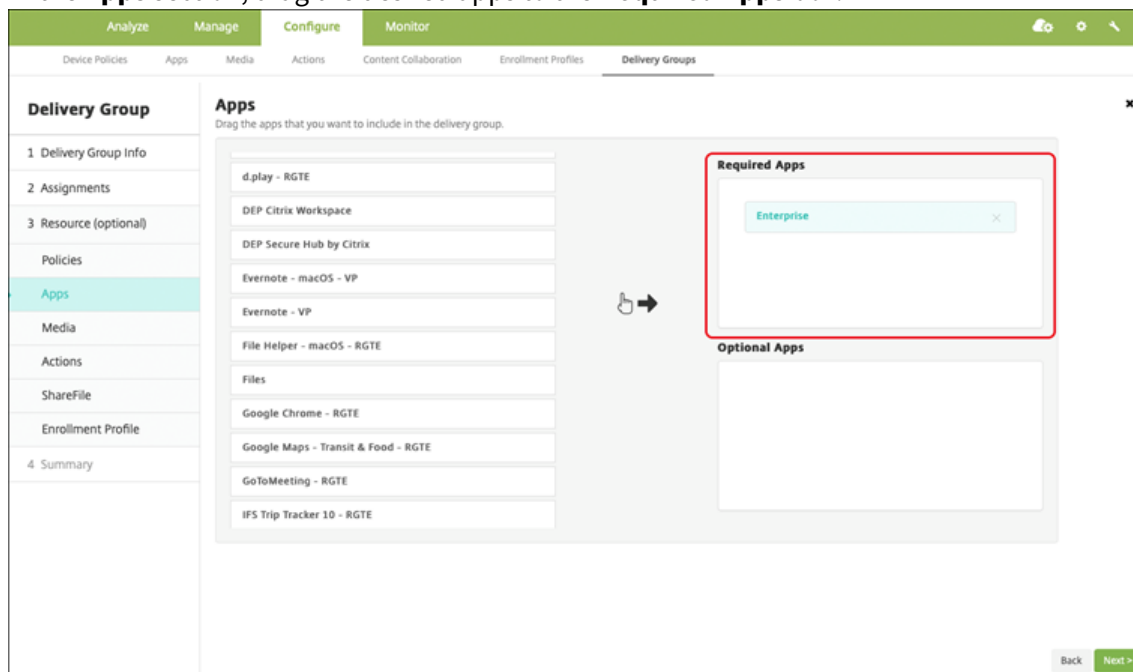 Analyze Manage Configure Monitor
Device Policies Apps Media Actions Content Collaboration Enrollment Profiles Delivery Groups
Delivery Group
1 Delivery Group Info
2 Assignments
3 Resource (optional)
Policies
Apps
Media
Actions
ShareFile
Enrollment Profile
4 Summary
Apps
Drag the apps that you want to include in the delivery group.
d.play - RGTE
DEP Citrix Workspace
DEP Secure Hub by Citrix
Evernote - macOS - VP
Evernote - VP
File Helper - macOS - RGTE
Files
Google Chrome - RGTE
Google Maps - Transit & Food - RGTE
GoToMeeting - RGTE
IFS Trip Tracker 10 - RGTE
Required Apps
Enterprise
Optional Apps
Back Next >